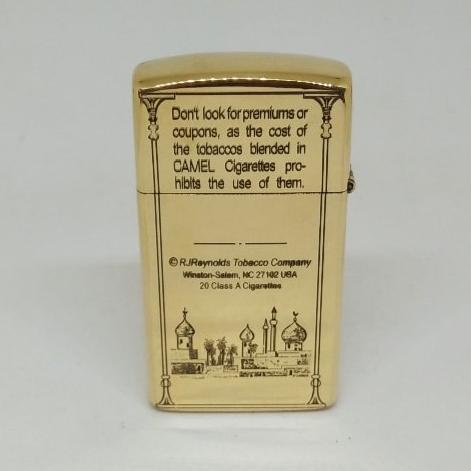 Don't look for premiums or
coupons, as the cost of
the tobaccos blended in
CAMEL Cigarettes pro-
hibits the use of them.
© RJReynolds Tobacco Company
Winston-Salem, NC 27102 USA
20 Class A Cigarettes